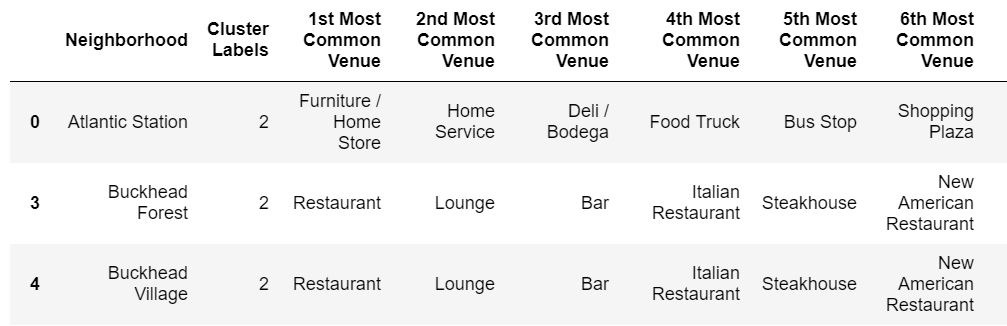 Neighborhood Cluster Labels 1st Most Common Venue 2nd Most Common Venue 3rd Most Common Venue 4th Most Common Venue 5th Most Common Venue 6th Most Common Venue
0 Atlantic Station 2 Furniture / Home Store Home Service Deli / Bodega Food Truck Bus Stop Shopping Plaza
3 Buckhead Forest 2 Restaurant Lounge Bar Italian Restaurant Steakhouse New American Restaurant
4 Buckhead Village 2 Restaurant Lounge Bar Italian Restaurant Steakhouse New American Restaurant